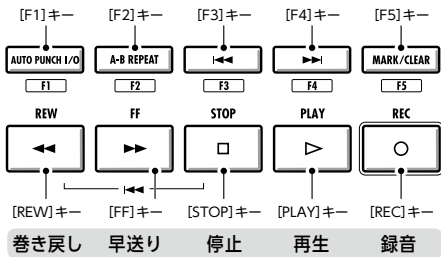 [F1]キー [F2]キー [F3]キー [F4]キー [F5]キー
AUTO PUNCH I/O A-B REPEAT MARK/CLEAR
F1 F2 F3 F4 F5
REW FF STOP PLAY REC
[REW]キー [FF]キー [STOP]キー [PLAY]キー [REC]キー
巻き戻し 早送り 停止 再生 録音